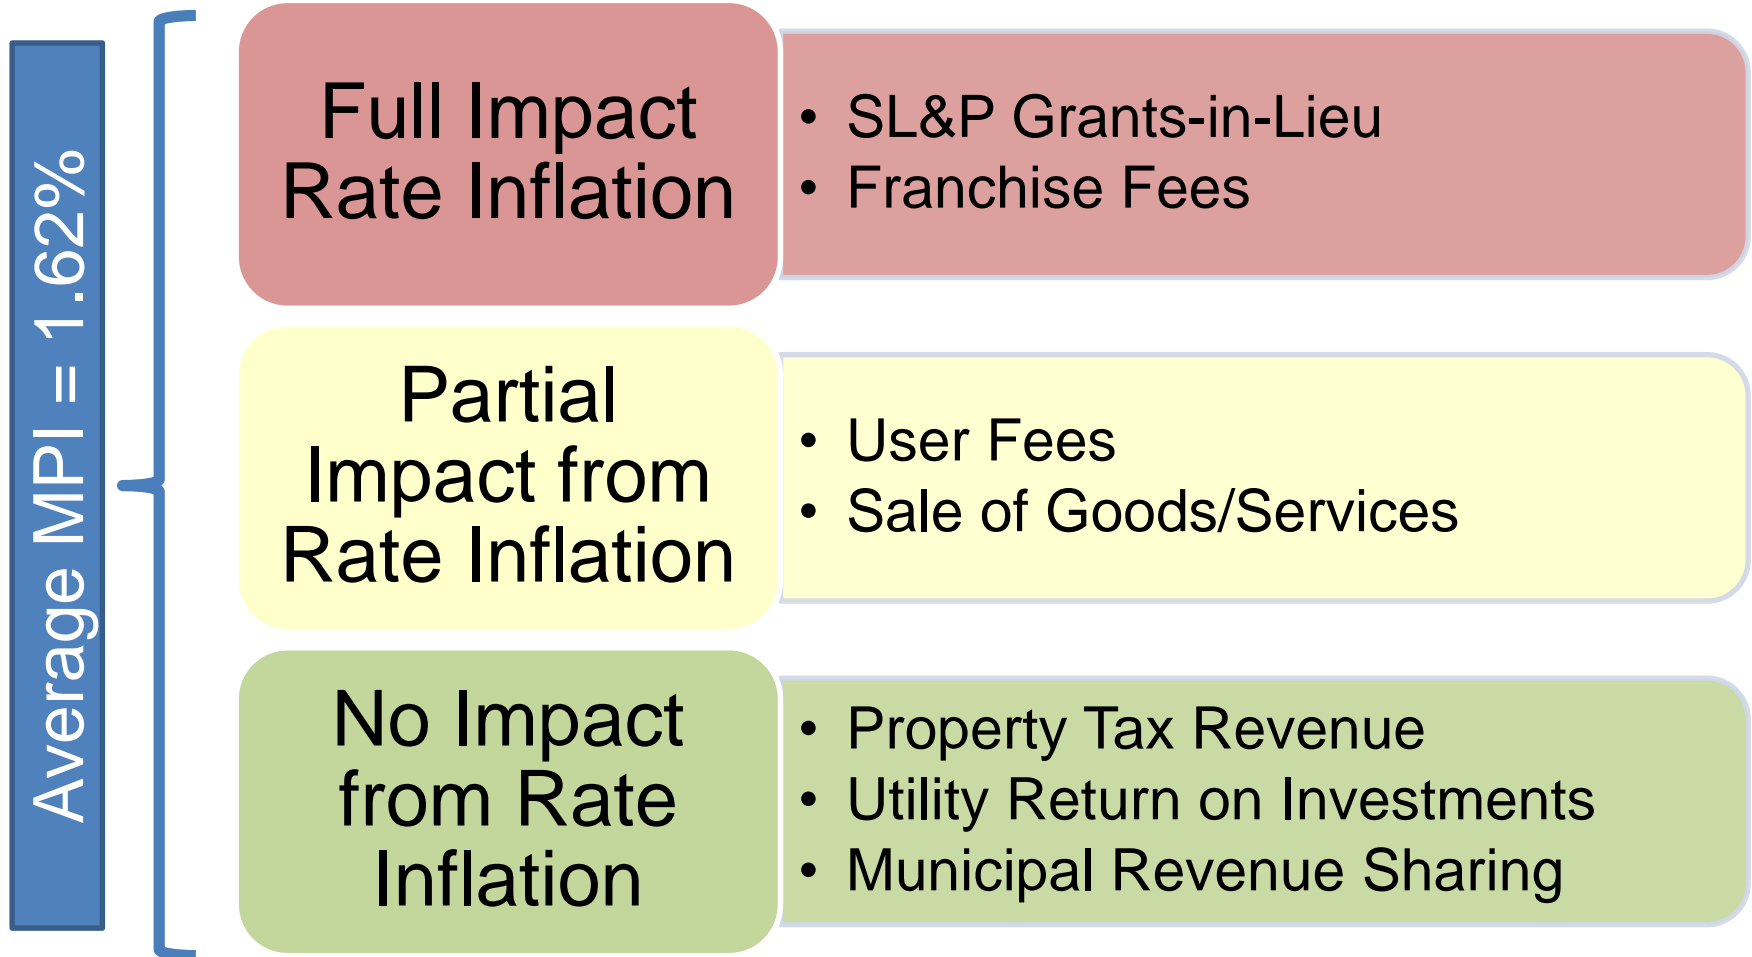 Average MPI = 1.62%
Full Impact
Rate Inflation
• SL&P Grants-in-Lieu
• Franchise Fees
Partial
Impact from
Rate Inflation
• User Fees
• Sale of Goods/Services
No Impact
from Rate
Inflation
• Property Tax Revenue
• Utility Return on Investments
• Municipal Revenue Sharing